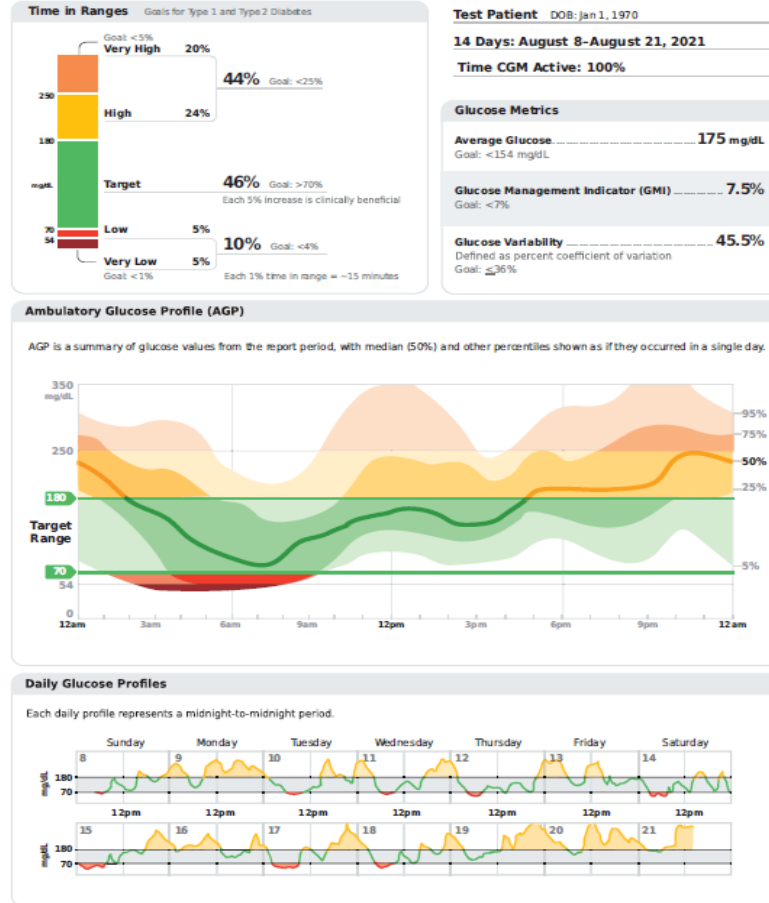 Time in Ranges Goals for Type 1 and Type 2 Diabetes
Goal: <5%
Very High 20%
44% Goal: <25%
250
High 24%
180
mg/dL
Target 46% Goal: >70%
Each 5% increase is clinically beneficial
70
Low 5%
54
10% Goal: <4%
Very Low 5%
Goal: <1% Each 1% time in range = ~15 minutes
Test Patient DOB: Jan 1, 1970
14 Days: August 8–August 21, 2021
Time CGM Active: 100%
Glucose Metrics
Average Glucose 175 mg/dL
Goal: <154 mg/dL
Glucose Management Indicator (GMI) 7.5%
Goal: <7%
Glucose Variability 45.5%
Defined as percent coefficient of variation
Goal: ≤36%
Ambulatory Glucose Profile (AGP)
AGP is a summary of glucose values from the report period, with median (50%) and other percentiles shown as if they occurred in a single day.
350
mg/dL
95%
75%
250
50%
25%
180
Target
Range
70
5%
54
0
12am 3am 6am 9am 12pm 3pm 6pm 9pm 12am
Daily Glucose Profiles
Each daily profile represents a midnight-to-midnight period.
Sunday Monday Tuesday Wednesday Thursday Friday Saturday
8 9 10 11 12 13 14
mg/dL
180
70
12pm 12pm 12pm 12pm 12pm 12pm 12pm
15 16 17 18 19 20 21
mg/dL
180
70